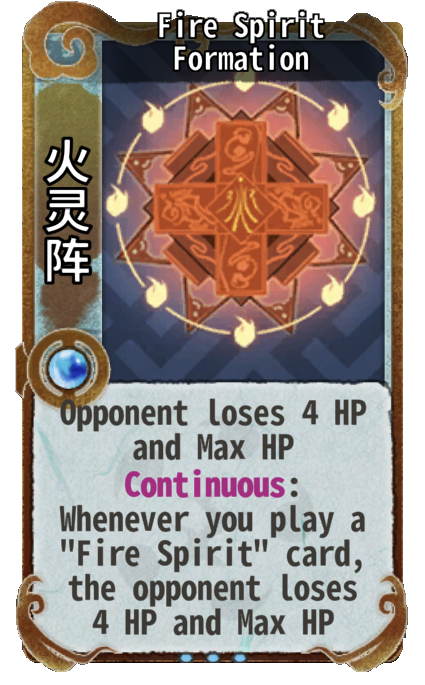 Fire Spirit
Formation
火灵阵
Opponent loses 4 HP
and Max HP
Continuous:
Whenever you play a
"Fire Spirit" card,
the opponent loses
4 HP and Max HP